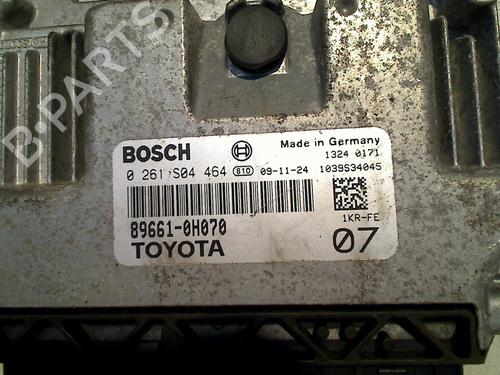 B-PARTS
BOSCH
Made in Germany
1324 0171
0 261 S04 464 810 09-11-24 1039S34045
89661-0H070
1KR-FE
TOYOTA
07